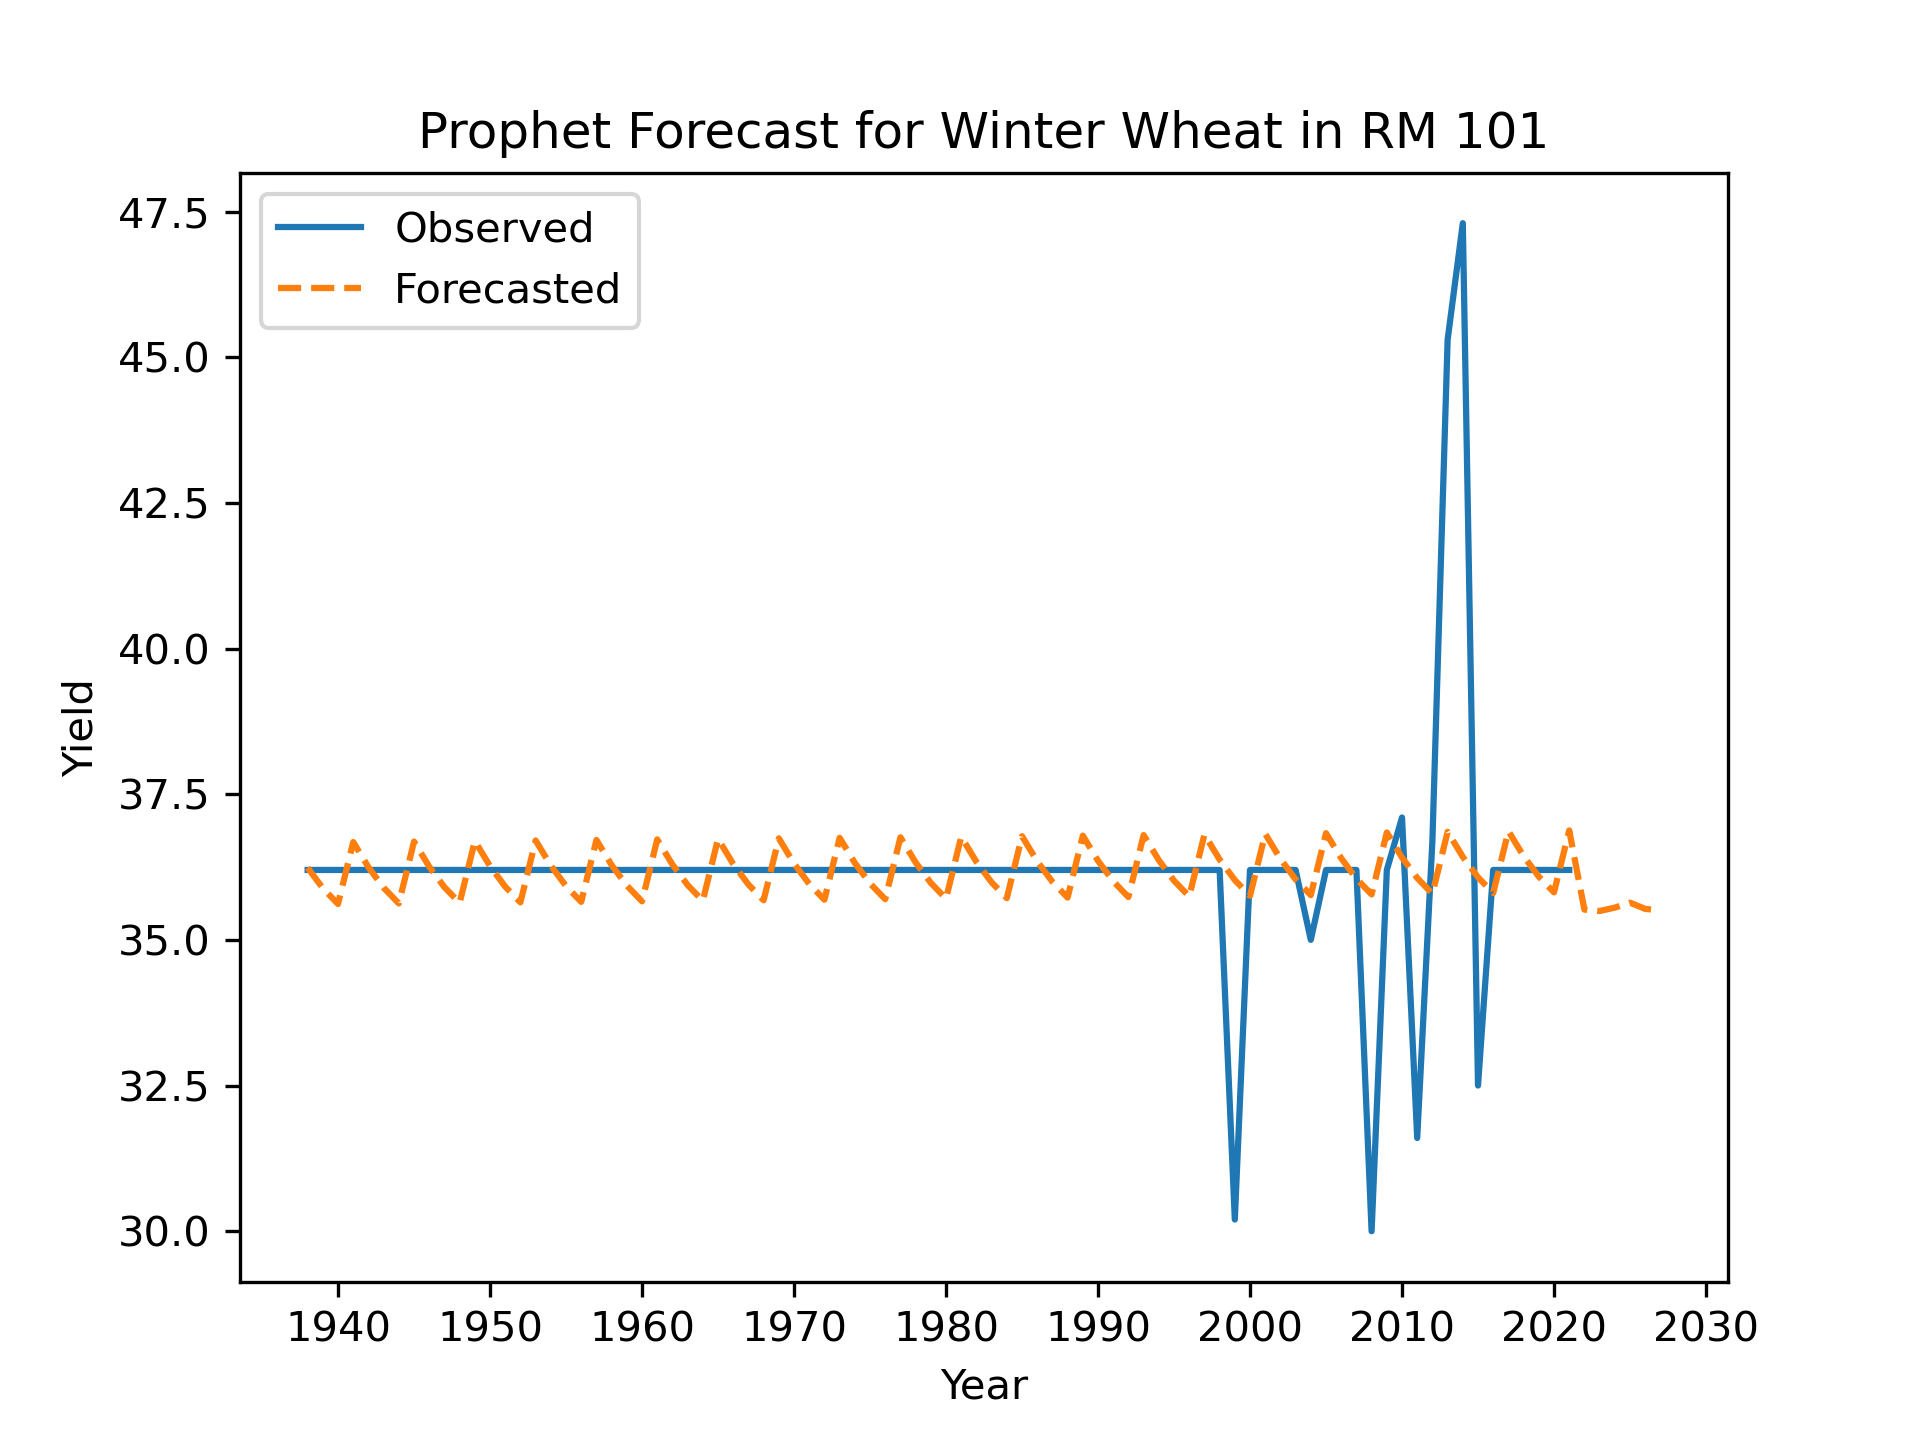 Prophet Forecast for Winter Wheat in RM 101
Observed
Forecasted
47.5
45.0
42.5
40.0
37.5
35.0
32.5
30.0
Yield
1940 1950 1960 1970 1980 1990 2000 2010 2020 2030
Year